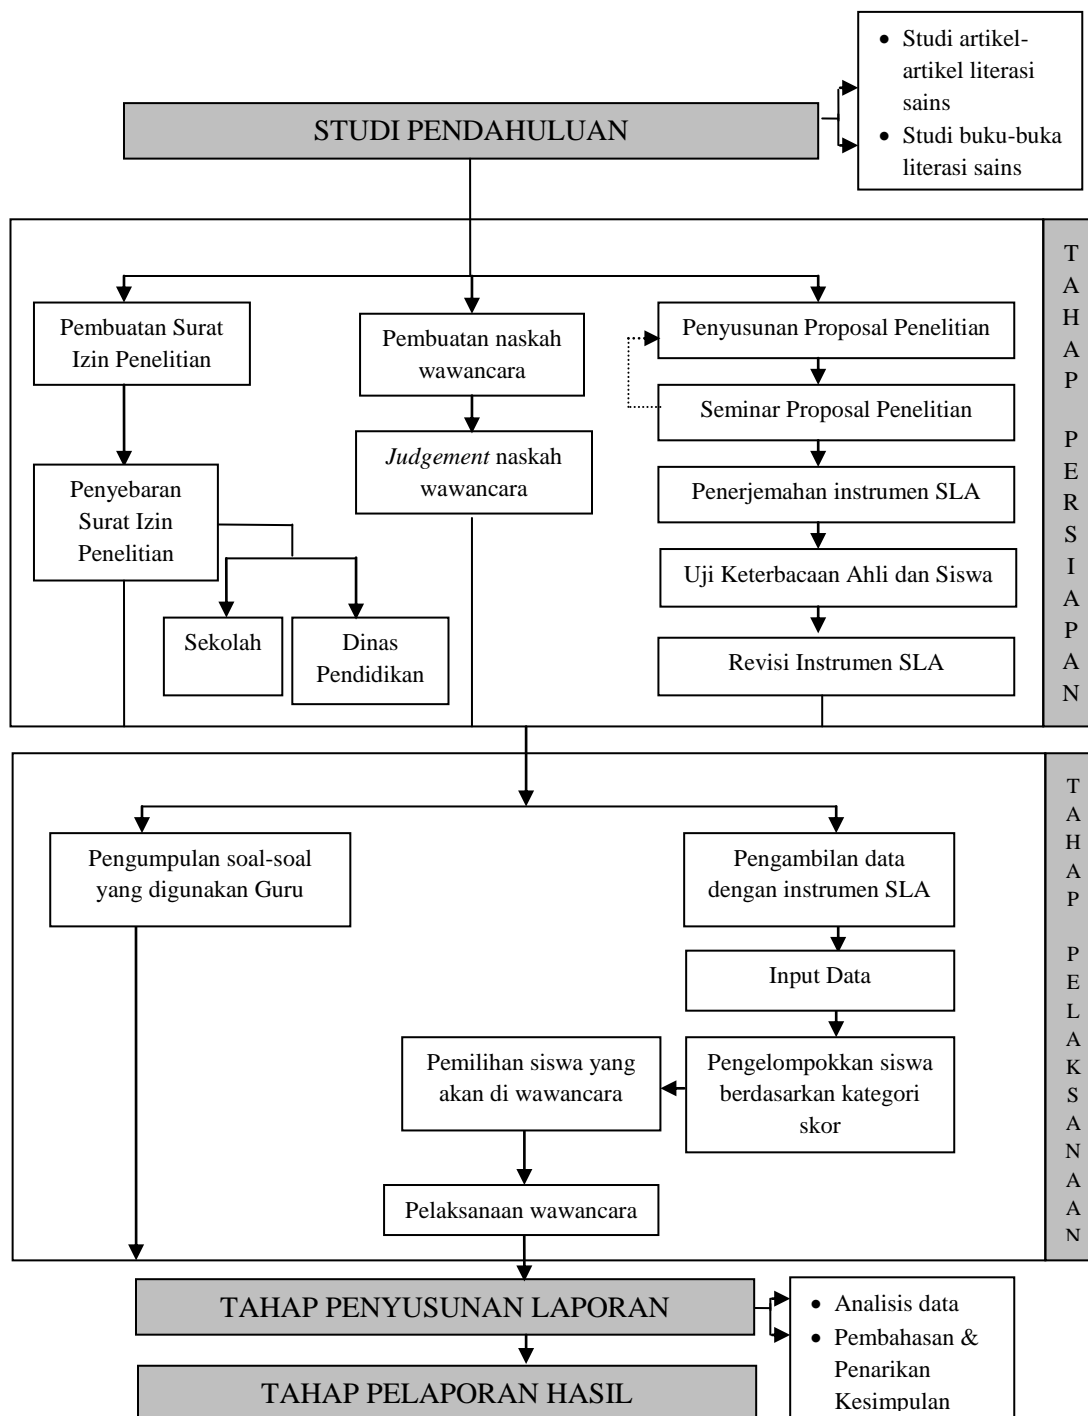 • Studi artikel-
artikel literasi
sains
• Studi buku-buka
literasi sains
STUDI PENDAHULUAN
TAHAP PERSIAPAN
Pembuatan Surat
Izin Penelitian
Pembuatan naskah
wawancara
Penyusunan Proposal Penelitian
Seminar Proposal Penelitian
Judgement naskah
wawancara
Penyebaran
Surat Izin
Penelitian
Penerjemahan instrumen SLA
Uji Keterbacaan Ahli dan Siswa
Sekolah
Dinas
Pendidikan
Revisi Instrumen SLA
TAHAP PELAKSANAAN
Pengumpulan soal-soal
yang digunakan Guru
Pengambilan data
dengan instrumen SLA
Input Data
Pemilihan siswa yang
akan di wawancara
Pengelompokkan siswa
berdasarkan kategori
skor
Pelaksanaan wawancara
TAHAP PENYUSUNAN LAPORAN
• Analisis data
• Pembahasan &
Penarikan
Kesimpulan
TAHAP PELAPORAN HASIL